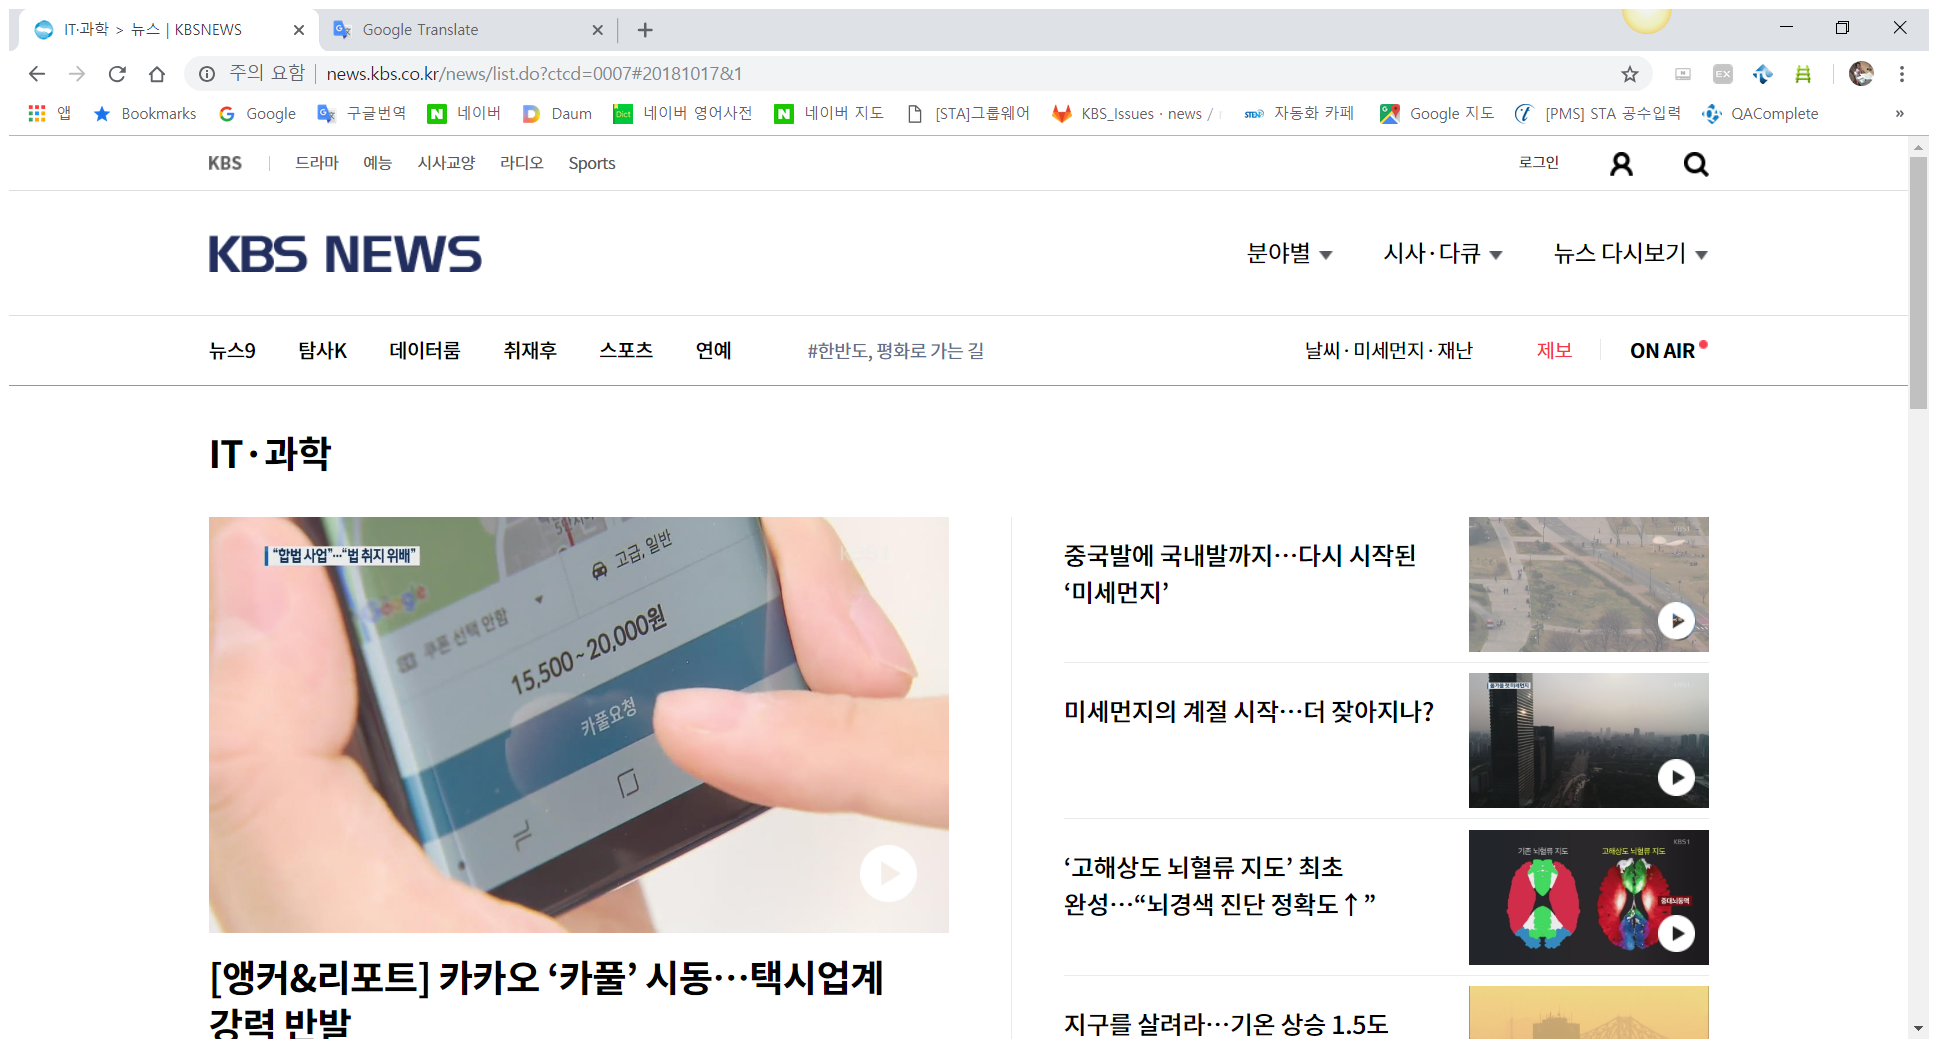 IT·과학 > 뉴스 | KBSNEWS
Google Translate
주의 요함 | news.kbs.co.kr/news/list.do?ctcd=0007#20181017&1
앱 Bookmarks Google 구글번역 네이버 Daum 네이버 영어사전 네이버 지도 [STA]그룹웨어 KBS_Issues · news / 자동화 카페 Google 지도 [PMS] STA 공수입력 QAComplete »
KBS 드라마 예능 시사교양 라디오 Sports 로그인
KBS NEWS 분야별 시사·다큐 뉴스 다시보기
뉴스9 탐사K 데이터룸 취재후 스포츠 연예 #한반도, 평화로 가는 길 날씨·미세먼지·재난 제보 ON AIR
IT·과학
“합법 사업”…“법 취지 위배”
고급, 일반
Google
쿠폰 선택 안함
15,500 ~ 20,000원
카풀요청
[앵커&리포트] 카카오 ‘카풀’ 시동…택시업계
강력 반발
중국발에 국내발까지…다시 시작된
‘미세먼지’
미세먼지의 계절 시작…더 잦아지나?
‘고해상도 뇌혈류 지도’ 최초
완성…“뇌경색 진단 정확도↑”
KBS1
기존 뇌혈류 지도
고해상도 뇌혈류 지도
중대뇌동맥
지구를 살려라…기온 상승 1.5도